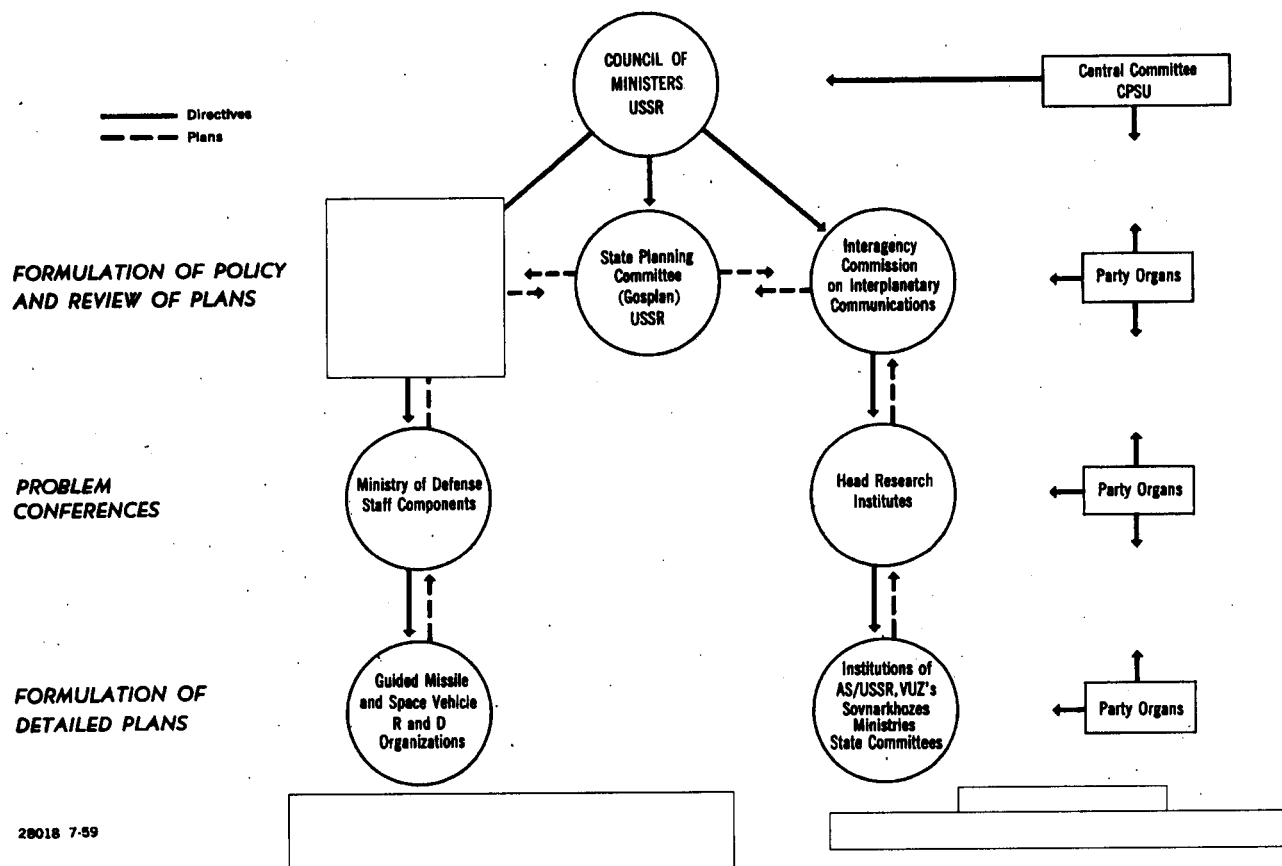 COUNCIL OF
MINISTERS
USSR
Central Committee
CPSU
Directives
Plans
FORMULATION OF POLICY
AND REVIEW OF PLANS
State Planning
Committee
(Gosplan)
USSR
Interagency
Commission
on Interplanetary
Communications
Party Organs
PROBLEM
CONFERENCES
Ministry of Defense
Staff Components
Head Research
Institutes
Party Organs
FORMULATION OF
DETAILED PLANS
Guided Missile
and Space Vehicle
R and D
Organizations
Institutions of
AS/USSR, VUZ's
Sovnarkhozes
Ministries
State Committees
Party Organs
28018 7-59